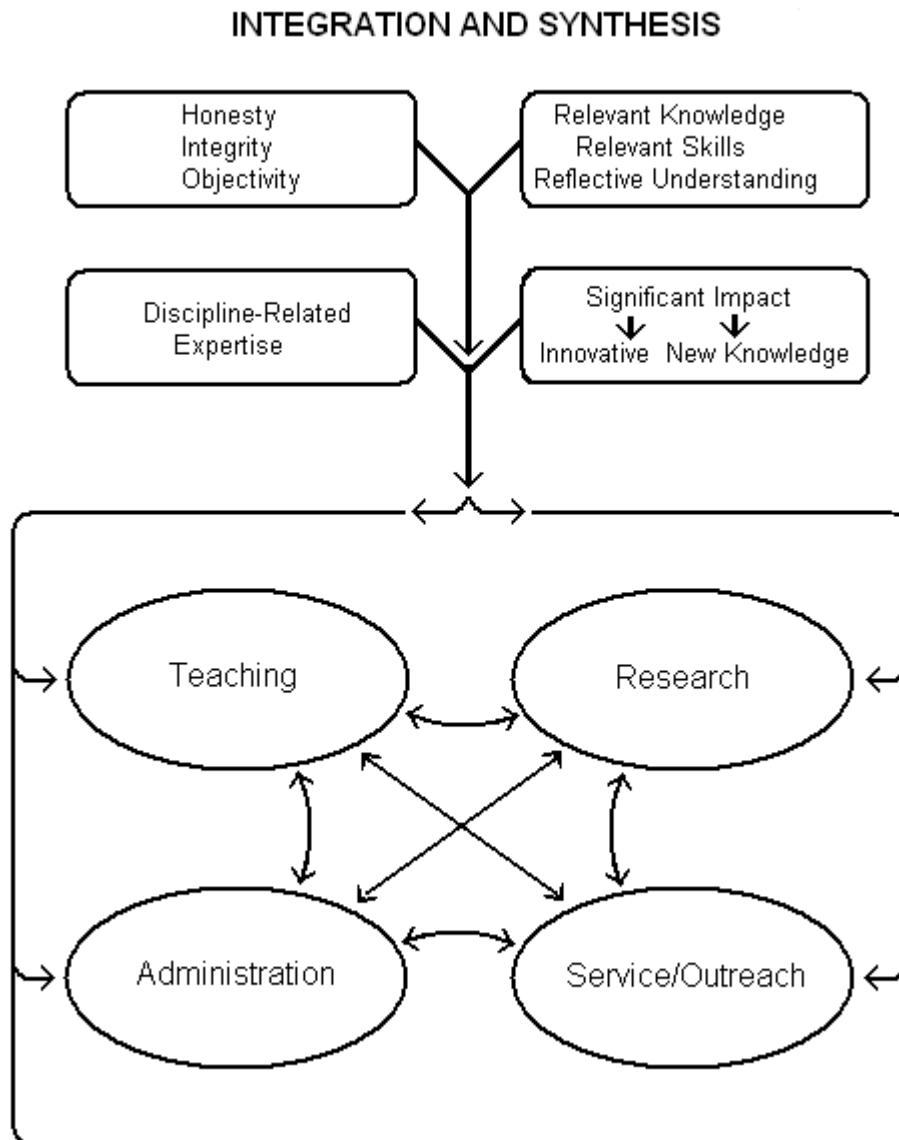 INTEGRATION AND SYNTHESIS
Honesty
Integrity
Objectivity
Relevant Knowledge
Relevant Skills
Reflective Understanding
Discipline-Related
Expertise
Significant Impact
Innovative New Knowledge
Teaching
Research
Administration
Service/Outreach